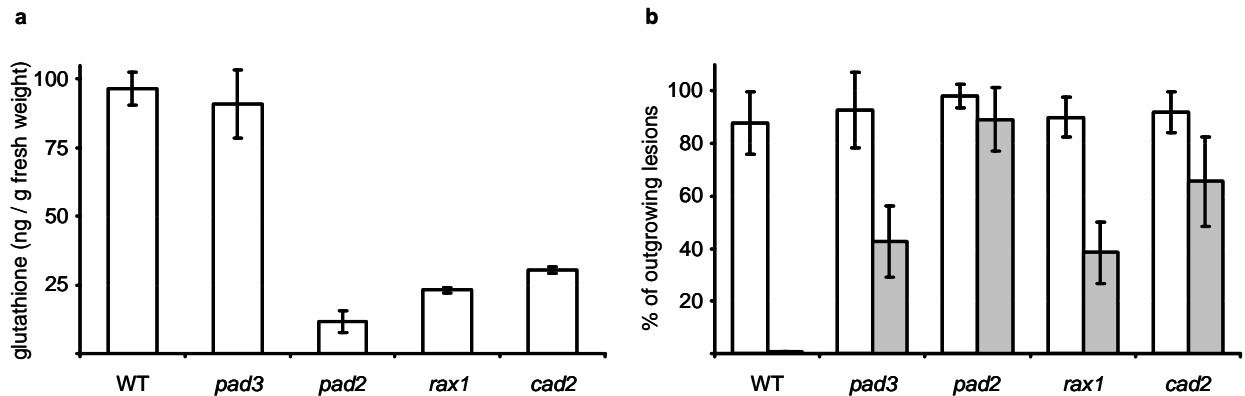 a
glutathione (ng / g fresh weight)
100
75
50
25
WT pad3 pad2 rax1 cad2
b
% of outgrowing lesions
100
80
60
40
20
WT pad3 pad2 rax1 cad2